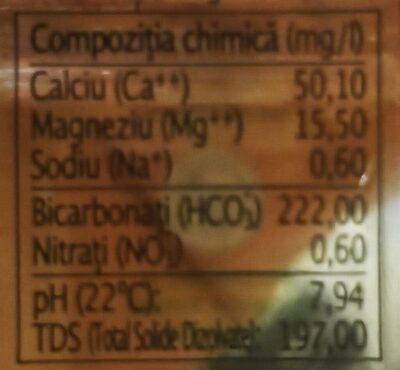 Compoziția chimică (mg/l)
Calciu (Ca⁺⁺) 50,10
Magneziu (Mg⁺⁺) 15,50
Sodiu (Na⁺) 0,60
Bicarbonați (HCO₃) 222,00
Nitrați (NO₃) 0,60
pH (22°C): 7,94
TDS (Total Solide Dizolvate): 197,00